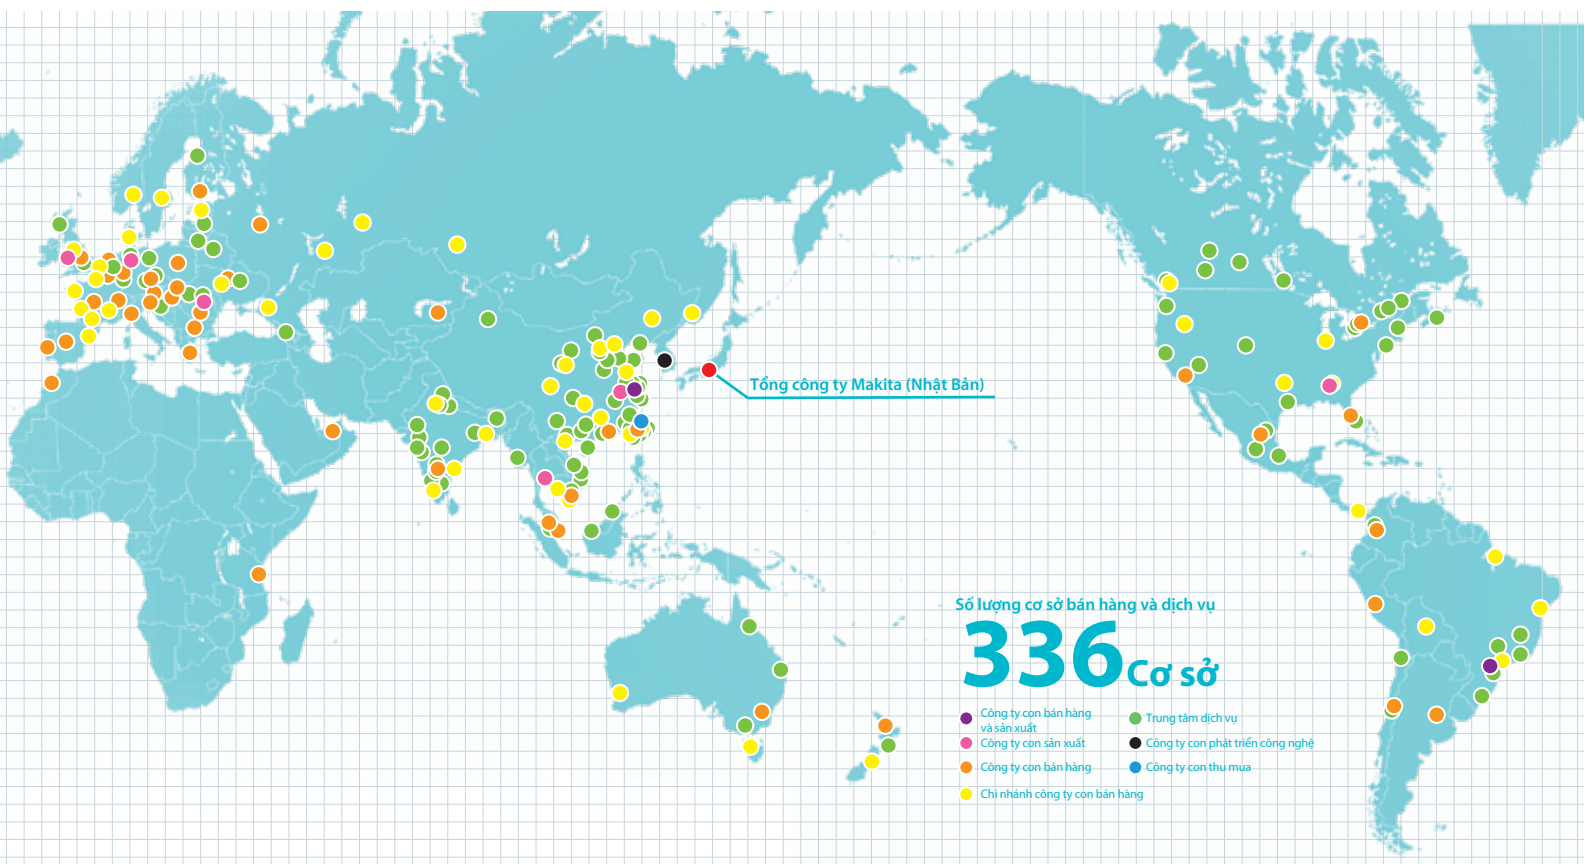 Tổng công ty Makita (Nhật Bản)
Số lượng cơ sở bán hàng và dịch vụ
336 Cơ sở
Công ty con bán hàng
và sản xuất
Công ty con sản xuất
Công ty con bán hàng
Chi nhánh công ty con bán hàng
Trung tâm dịch vụ
Công ty con phát triển công nghệ
Công ty con thu mua